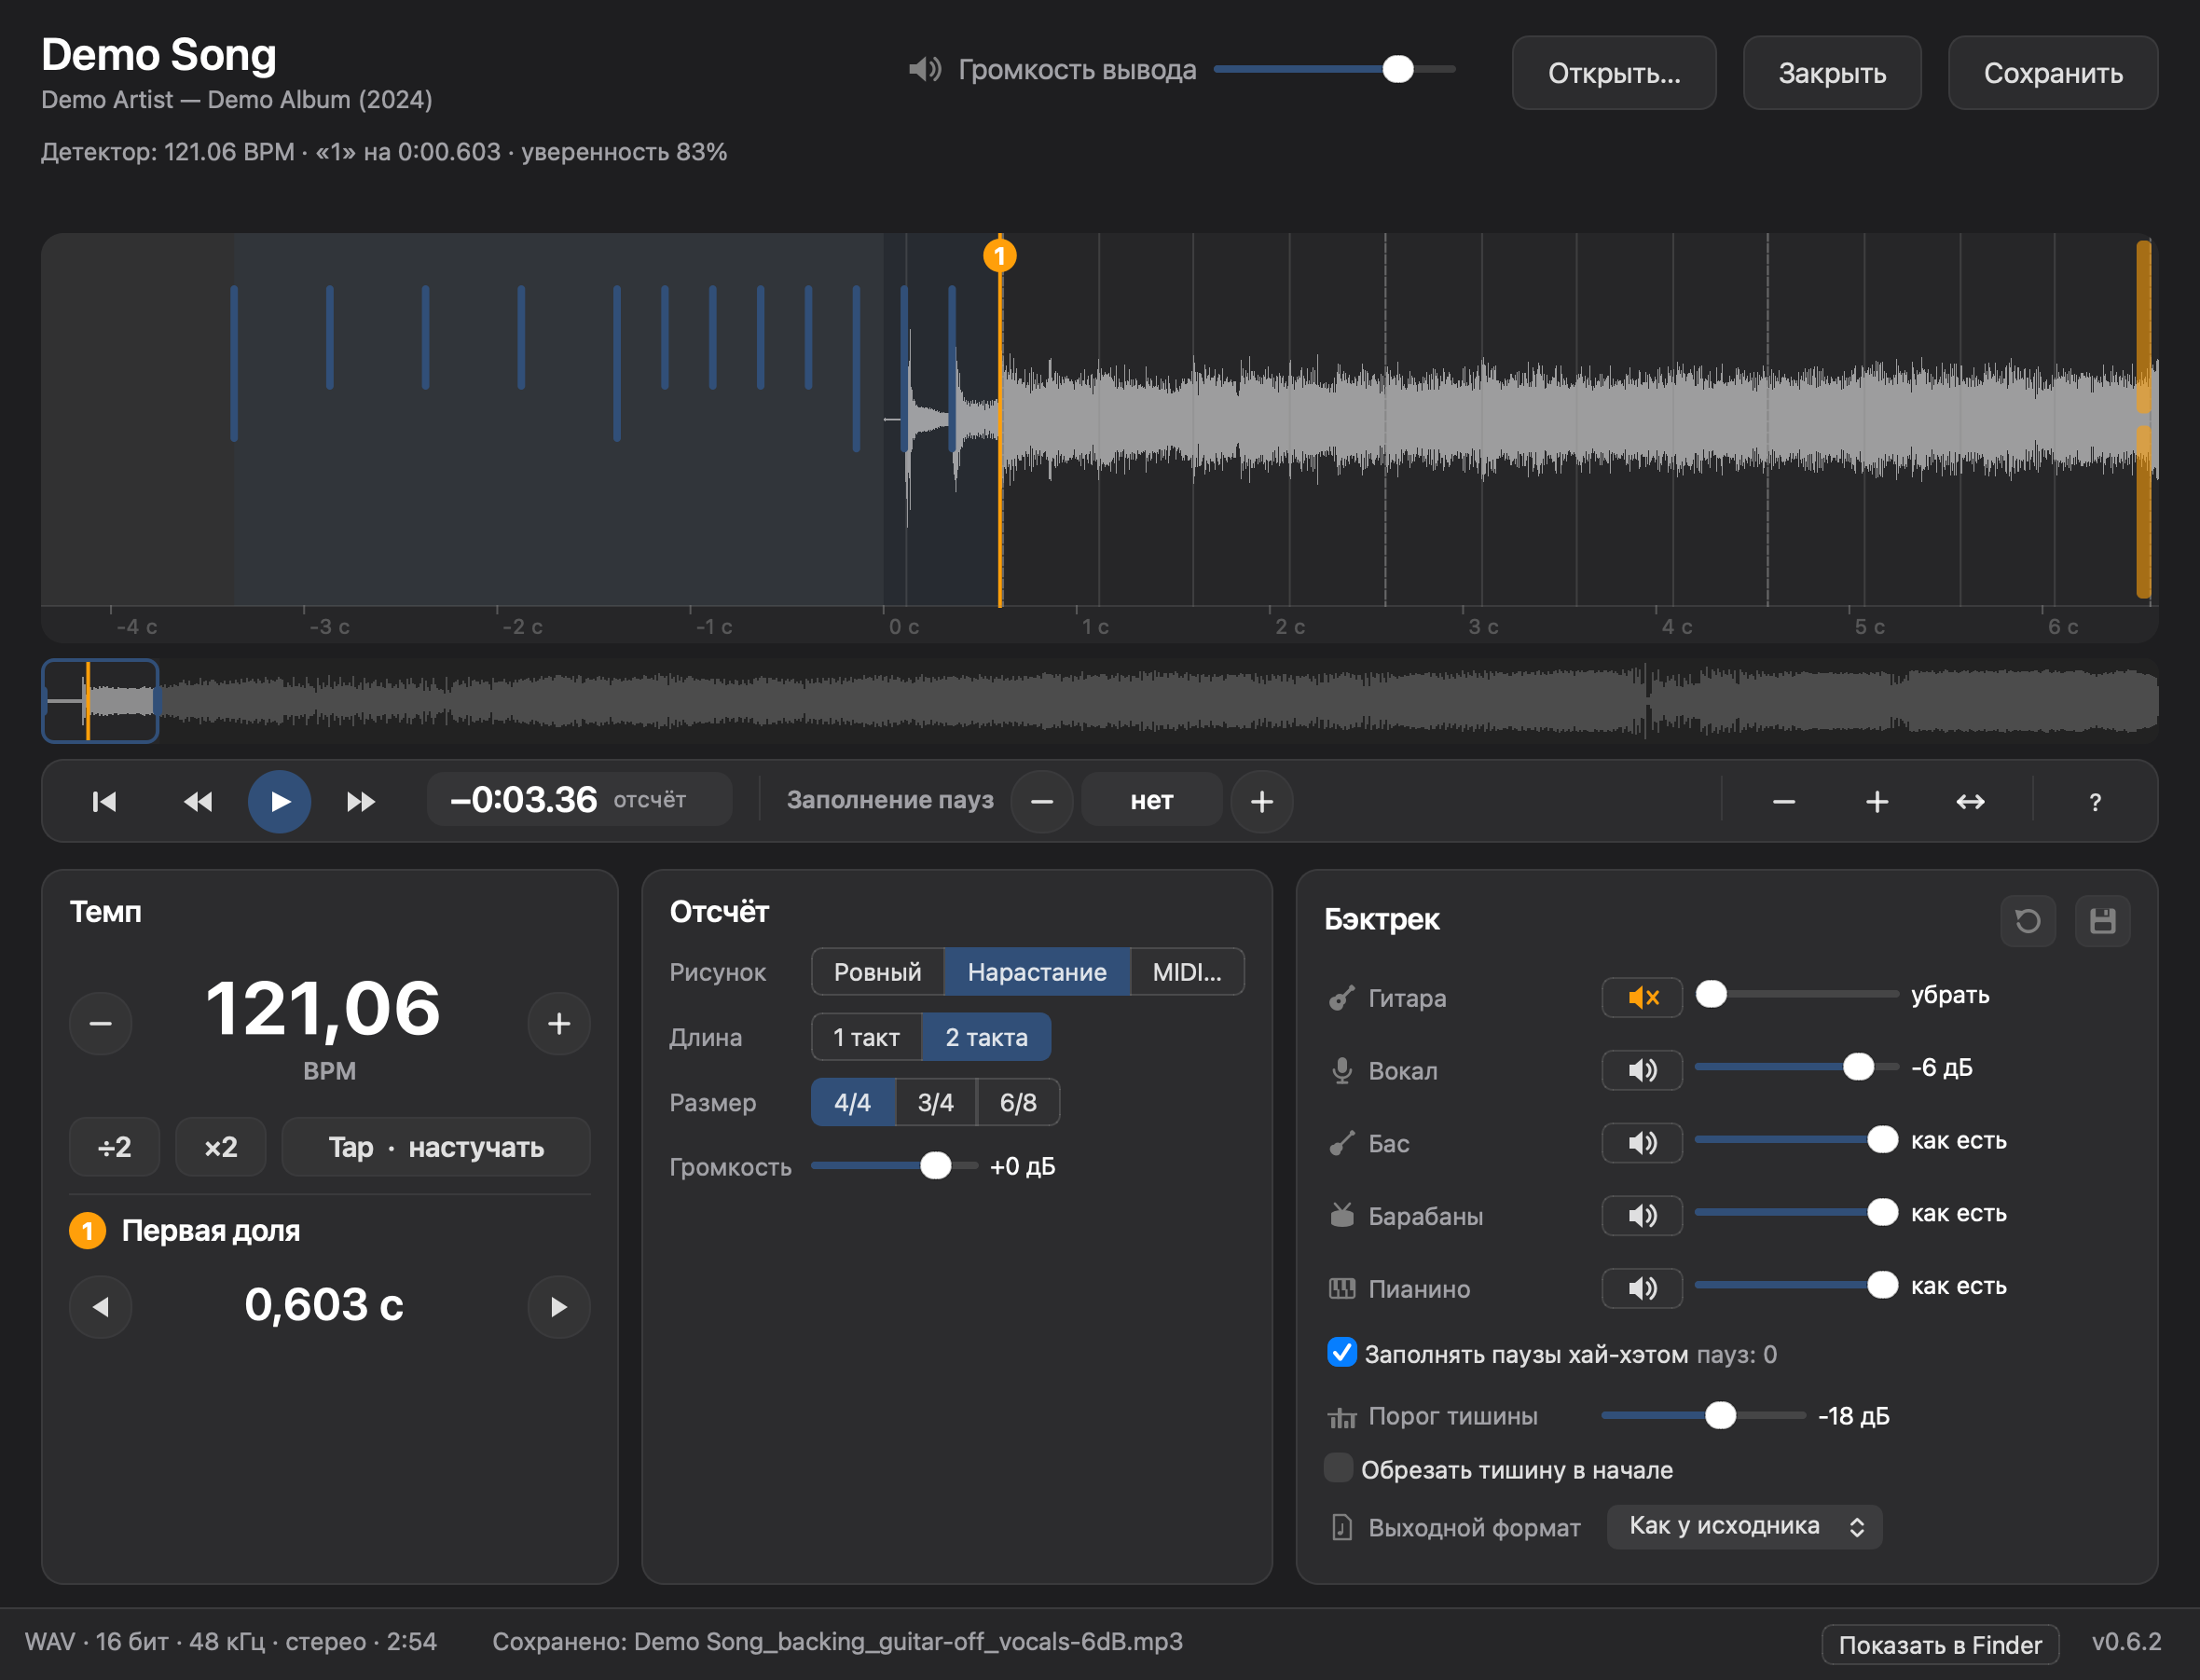 Demo Song
Demo Artist — Demo Album (2024)
Детектор: 121.06 BPM · «1» на 0:00.603 · уверенность 83%
Громкость вывода
Открыть...
Закрыть
Сохранить
1
-4 с
-3 с
-2 с
-1 с
0 с
1 с
2 с
3 с
4 с
5 с
6 с
–0:03.36 отсчёт
Заполнение пауз
нет
?
Темп
121,06
BPM
÷2
×2
Tap · настучать
1 Первая доля
0,603 с
Отсчёт
Рисунок Ровный Нарастание MIDI...
Длина 1 такт 2 такта
Размер 4/4 3/4 6/8
Громкость +0 дБ
Бэктрек
Гитара убрать
Вокал -6 дБ
Бас как есть
Барабаны как есть
Пианино как есть
Заполнять паузы хай-хэтом пауз: 0
Порог тишины -18 дБ
Обрезать тишину в начале
Выходной формат Как у исходника
WAV · 16 бит · 48 кГц · стерео · 2:54
Сохранено: Demo Song_backing_guitar-off_vocals-6dB.mp3
Показать в Finder
v0.6.2